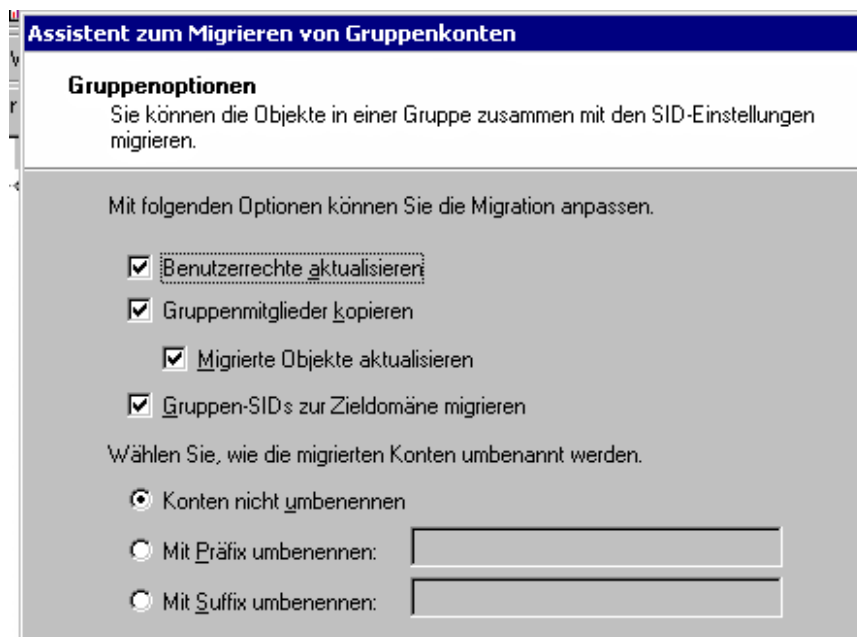 Assistent zum Migrieren von Gruppenkonten
Gruppenoptionen
Sie können die Objekte in einer Gruppe zusammen mit den SID-Einstellungen
migrieren.
Mit folgenden Optionen können Sie die Migration anpassen.
Benutzerrechte aktualisieren
Gruppenmitglieder kopieren
Migrierte Objekte aktualisieren
Gruppen-SIDs zur Zieldomäne migrieren
Wählen Sie, wie die migrierten Konten umbenannt werden.
Konten nicht umbenennen
Mit Präfix umbenennen:
Mit Suffix umbenennen: